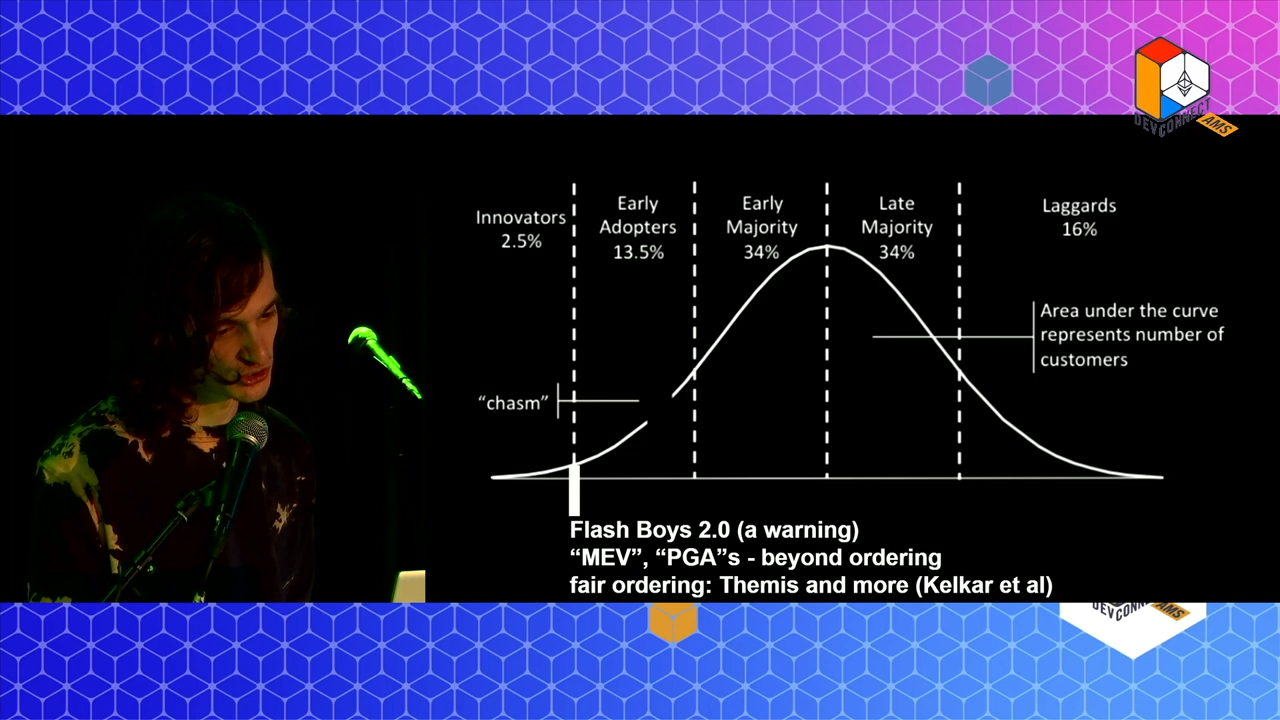 DEVCONNECT
AMS
Innovators
2.5%
Early
Adopters
13.5%
Early
Majority
34%
Late
Majority
34%
Laggards
16%
Area under the curve
represents number of
customers
“chasm”
Flash Boys 2.0 (a warning)
“MEV”, “PGA”s - beyond ordering
fair ordering: Themis and more (Kelkar et al)
AMS